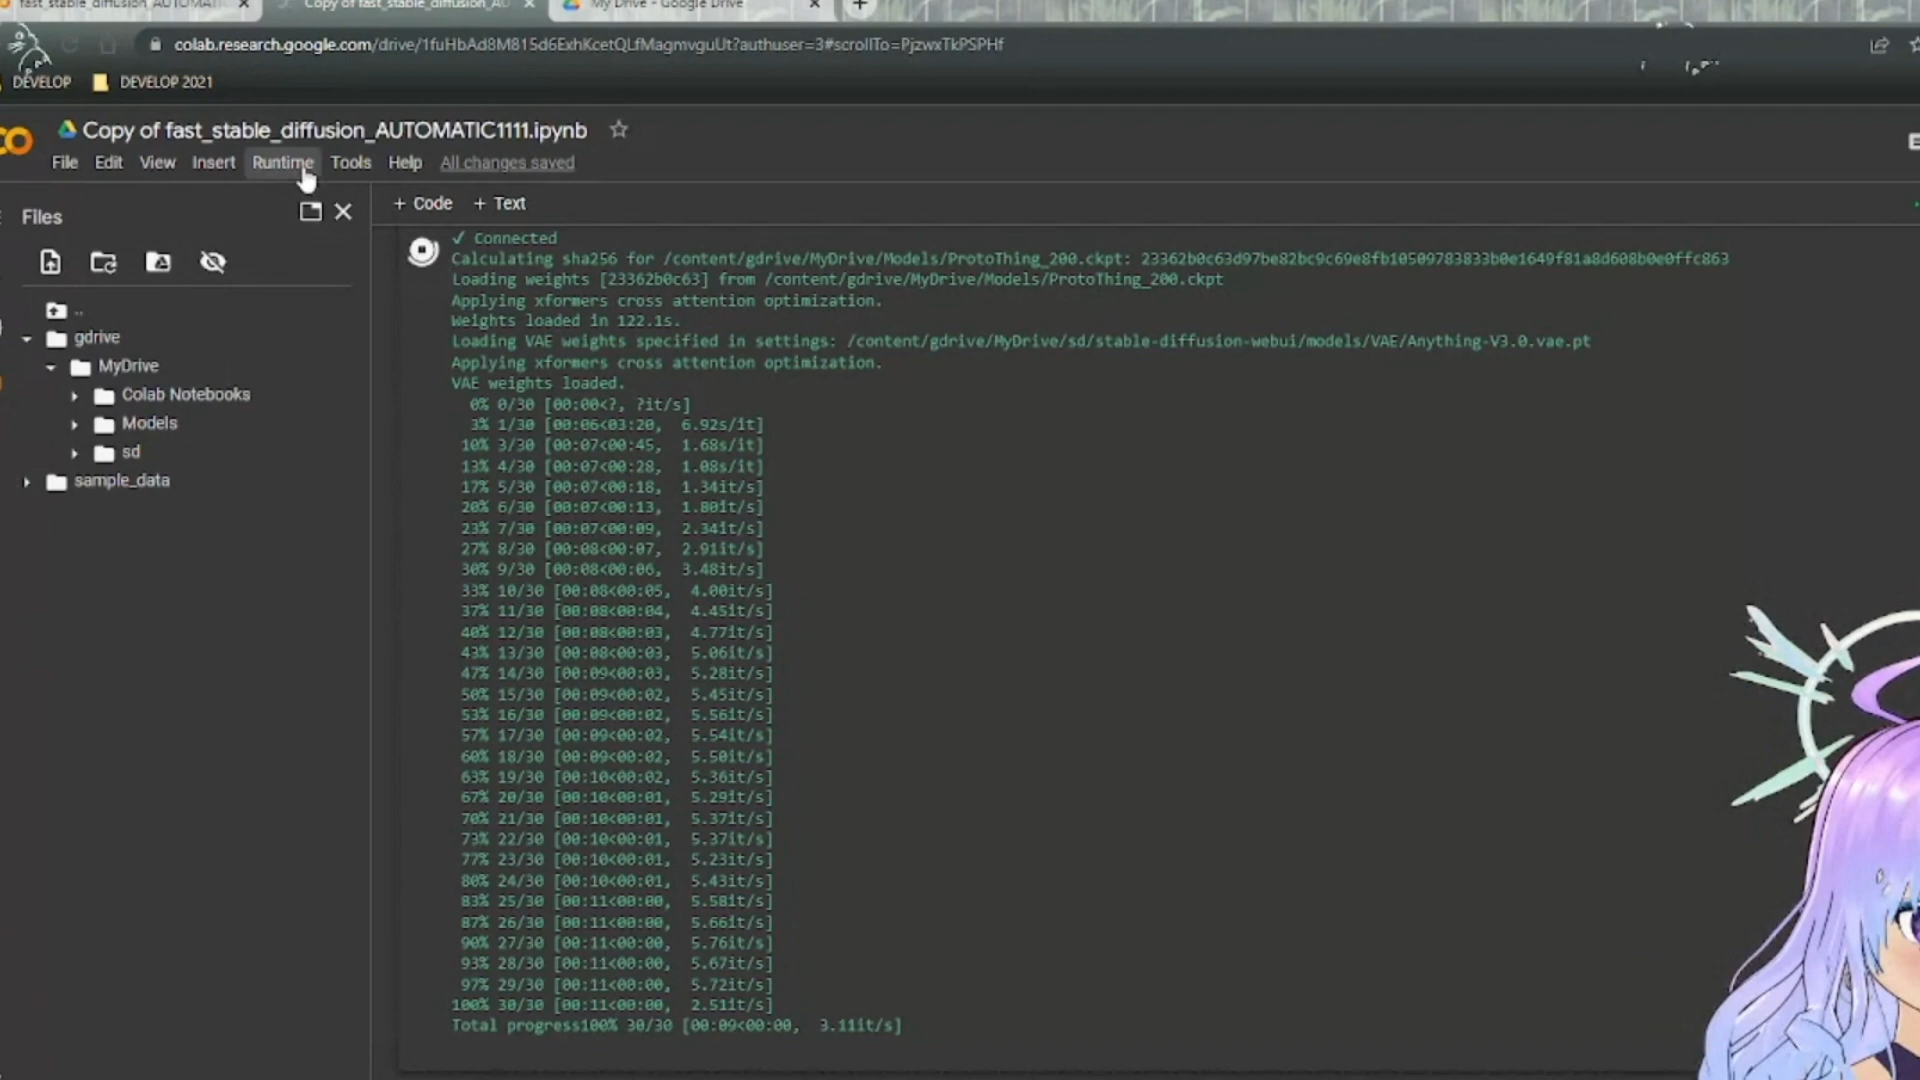 fast_stable_diffusion_AUTOMATI
Copy of fast_stable_diffusion_AU
My Drive - Google Drive
colab.research.google.com/drive/1fuHbAd8M815d6ExhKcetQLfMagmvguUt?authuser=3#scrollTo=PjzwxTkPSPHf
DEVELOP
DEVELOP 2021
Copy of fast_stable_diffusion_AUTOMATIC1111.ipynb
File Edit View Insert Runtime Tools Help All changes saved
Files
+ Code + Text
..
gdrive
MyDrive
Colab Notebooks
Models
sd
sample_data
✓ Connected
Calculating sha256 for /content/gdrive/MyDrive/Models/ProtoThing_200.ckpt: 23362b0c63d97be82bc9c69e8fb10509783833b0e1649f81a8d608b0e0ffc863
Loading weights [23362b0c63] from /content/gdrive/MyDrive/Models/ProtoThing_200.ckpt
Applying xformers cross attention optimization.
Weights loaded in 122.1s.
Loading VAE weights specified in settings: /content/gdrive/MyDrive/sd/stable-diffusion-webui/models/VAE/Anything-V3.0.vae.pt
Applying xformers cross attention optimization.
VAE weights loaded.
0% 0/30 [00:00<?, ?it/s]
3% 1/30 [00:06<03:20, 6.92s/it]
10% 3/30 [00:07<00:45, 1.68s/it]
13% 4/30 [00:07<00:28, 1.08s/it]
17% 5/30 [00:07<00:18, 1.34it/s]
20% 6/30 [00:07<00:13, 1.80it/s]
23% 7/30 [00:07<00:09, 2.34it/s]
27% 8/30 [00:08<00:07, 2.91it/s]
30% 9/30 [00:08<00:06, 3.48it/s]
33% 10/30 [00:08<00:05, 4.00it/s]
37% 11/30 [00:08<00:04, 4.45it/s]
40% 12/30 [00:08<00:03, 4.77it/s]
43% 13/30 [00:08<00:03, 5.06it/s]
47% 14/30 [00:09<00:03, 5.28it/s]
50% 15/30 [00:09<00:02, 5.45it/s]
53% 16/30 [00:09<00:02, 5.56it/s]
57% 17/30 [00:09<00:02, 5.54it/s]
60% 18/30 [00:09<00:02, 5.50it/s]
63% 19/30 [00:10<00:02, 5.36it/s]
67% 20/30 [00:10<00:01, 5.29it/s]
70% 21/30 [00:10<00:01, 5.37it/s]
73% 22/30 [00:10<00:01, 5.37it/s]
77% 23/30 [00:10<00:01, 5.23it/s]
80% 24/30 [00:10<00:01, 5.43it/s]
83% 25/30 [00:11<00:00, 5.58it/s]
87% 26/30 [00:11<00:00, 5.66it/s]
90% 27/30 [00:11<00:00, 5.76it/s]
93% 28/30 [00:11<00:00, 5.67it/s]
97% 29/30 [00:11<00:00, 5.72it/s]
100% 30/30 [00:11<00:00, 2.51it/s]
Total progress100% 30/30 [00:09<00:00, 3.11it/s]